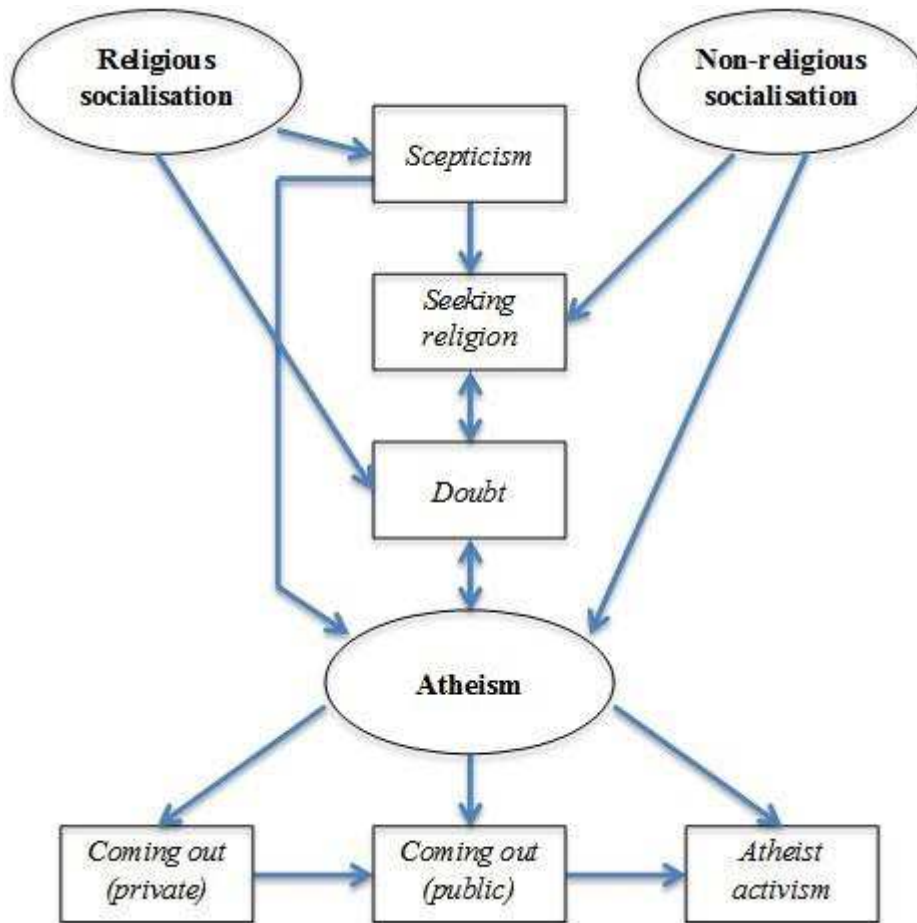 Religious
socialisation
Non-religious
socialisation
Scepticism
Seeking
religion
Doubt
Atheism
Coming out
(private)
Coming out
(public)
Atheist
activism